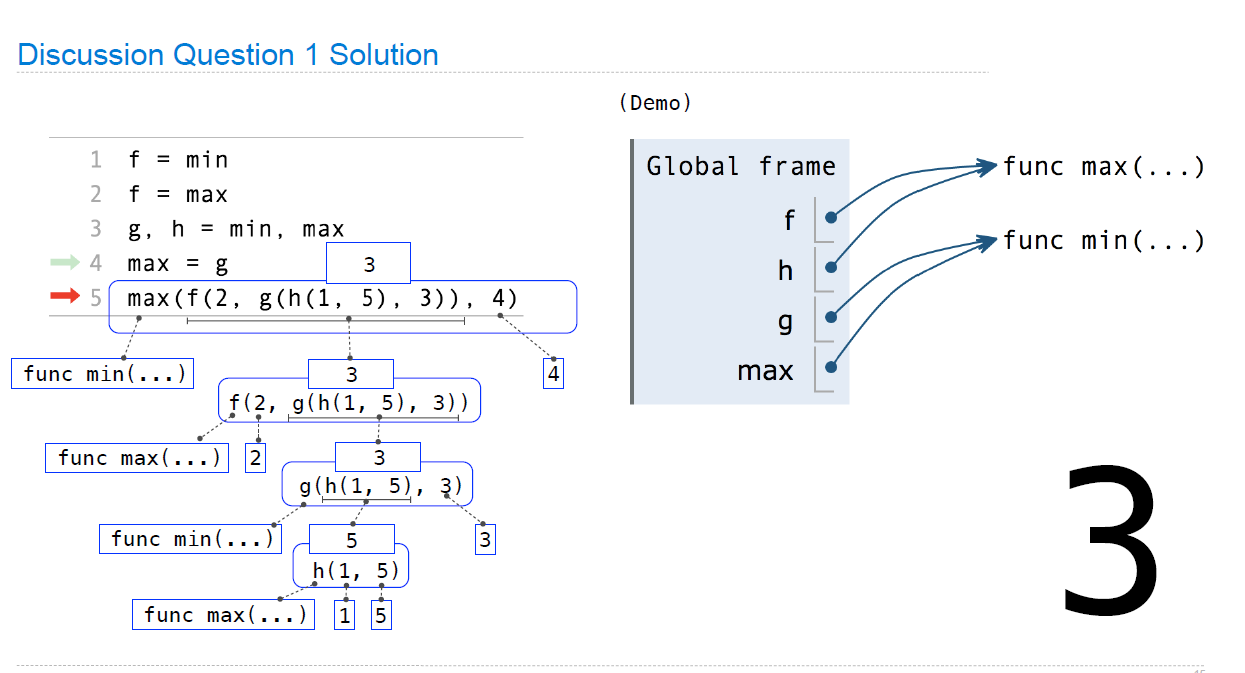 Discussion Question 1 Solution
(Demo)
1 f = min
2 f = max
3 g, h = min, max
4 max = g
3
5 max(f(2, g(h(1, 5), 3)), 4)
Global frame
f
h
g
max
func max(...)
func min(...)
func min(...)
3
4
f(2, g(h(1, 5), 3))
func max(...)
2
3
g(h(1, 5), 3)
func min(...)
5
3
h(1, 5)
func max(...)
1
5
3